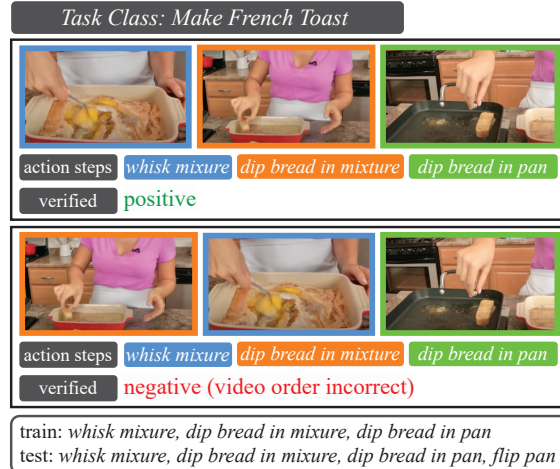 Task Class: Make French Toast
action steps whisk mixure dip bread in mixture dip bread in pan
verified positive
action steps whisk mixure dip bread in mixture dip bread in pan
verified negative (video order incorrect)
train: whisk mixure, dip bread in mixure, dip bread in pan
test: whisk mixure, dip bread in mixure, dip bread in pan, flip pan